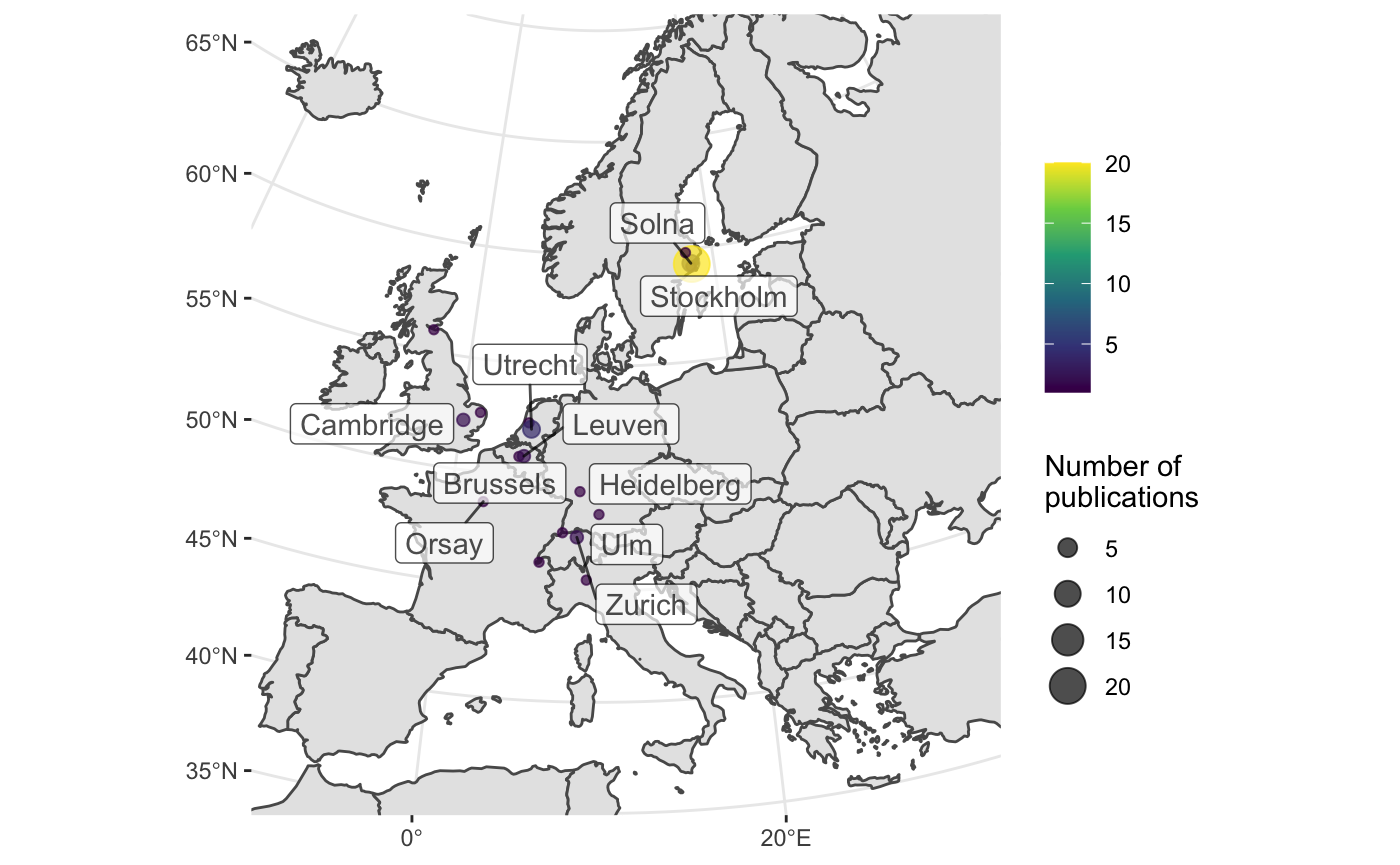 65°N
60°N
55°N
50°N
45°N
40°N
35°N
0°
20°E
Solna
Stockholm
Utrecht
Cambridge
Leuven
Brussels
Heidelberg
Orsay
Ulm
Zurich
20
15
10
5
Number of
publications
5
10
15
20